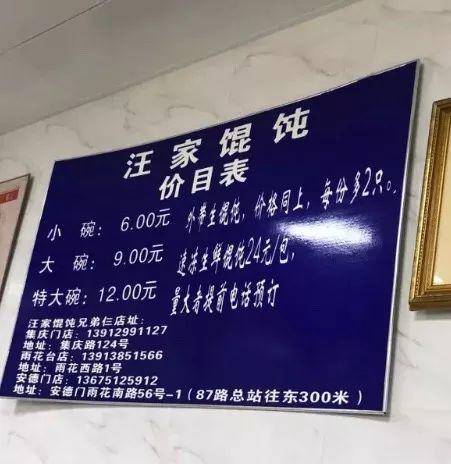 汪家馄饨
价目表
小 碗：6.00元 外带生馄饨，价格同上，每份多2只。
大 碗：9.00元 速冻生鲜馄饨24元/包，
特大碗：12.00元 量大者提前电话预订
汪家馄饨兄弟仨店址：
集庆门店：13912991127
地址：集庆路124号
雨花台店：13913851566
地址：雨花西路1号
安德门店：13675125912
地址：安德门雨花南路56号-1（87路总站往东300米）